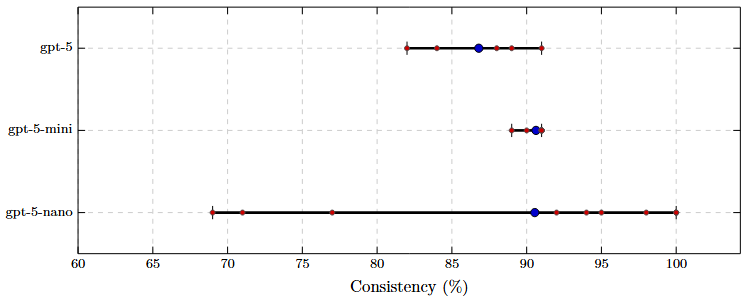 gpt-5
gpt-5-mini
gpt-5-nano
60 65 70 75 80 85 90 95 100
Consistency (%)